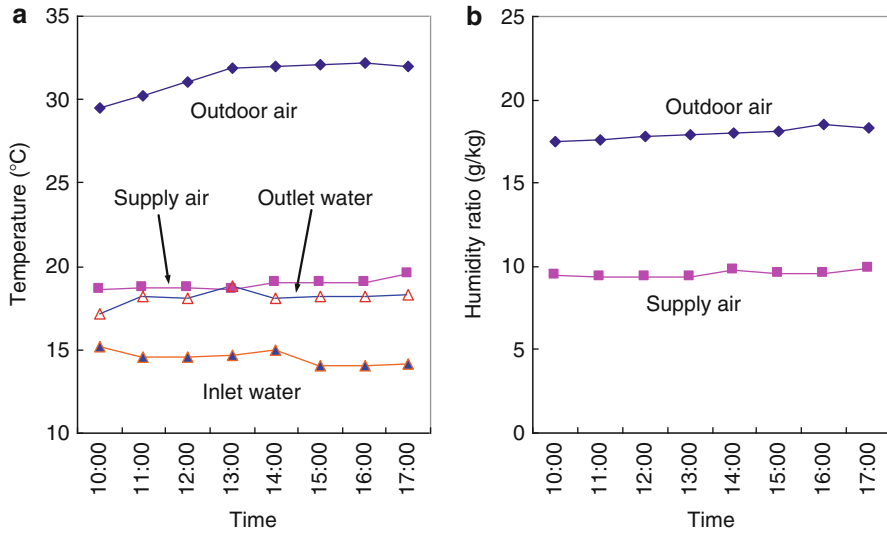 a
35
30
25
20
15
10
Temperature (°C)
Outdoor air
Supply air
Outlet water
Inlet water
10:00
11:00
12:00
13:00
14:00
15:00
16:00
17:00
Time
b
25
20
15
10
5
0
Humidity ratio (g/kg)
Outdoor air
Supply air
10:00
11:00
12:00
13:00
14:00
15:00
16:00
17:00
Time